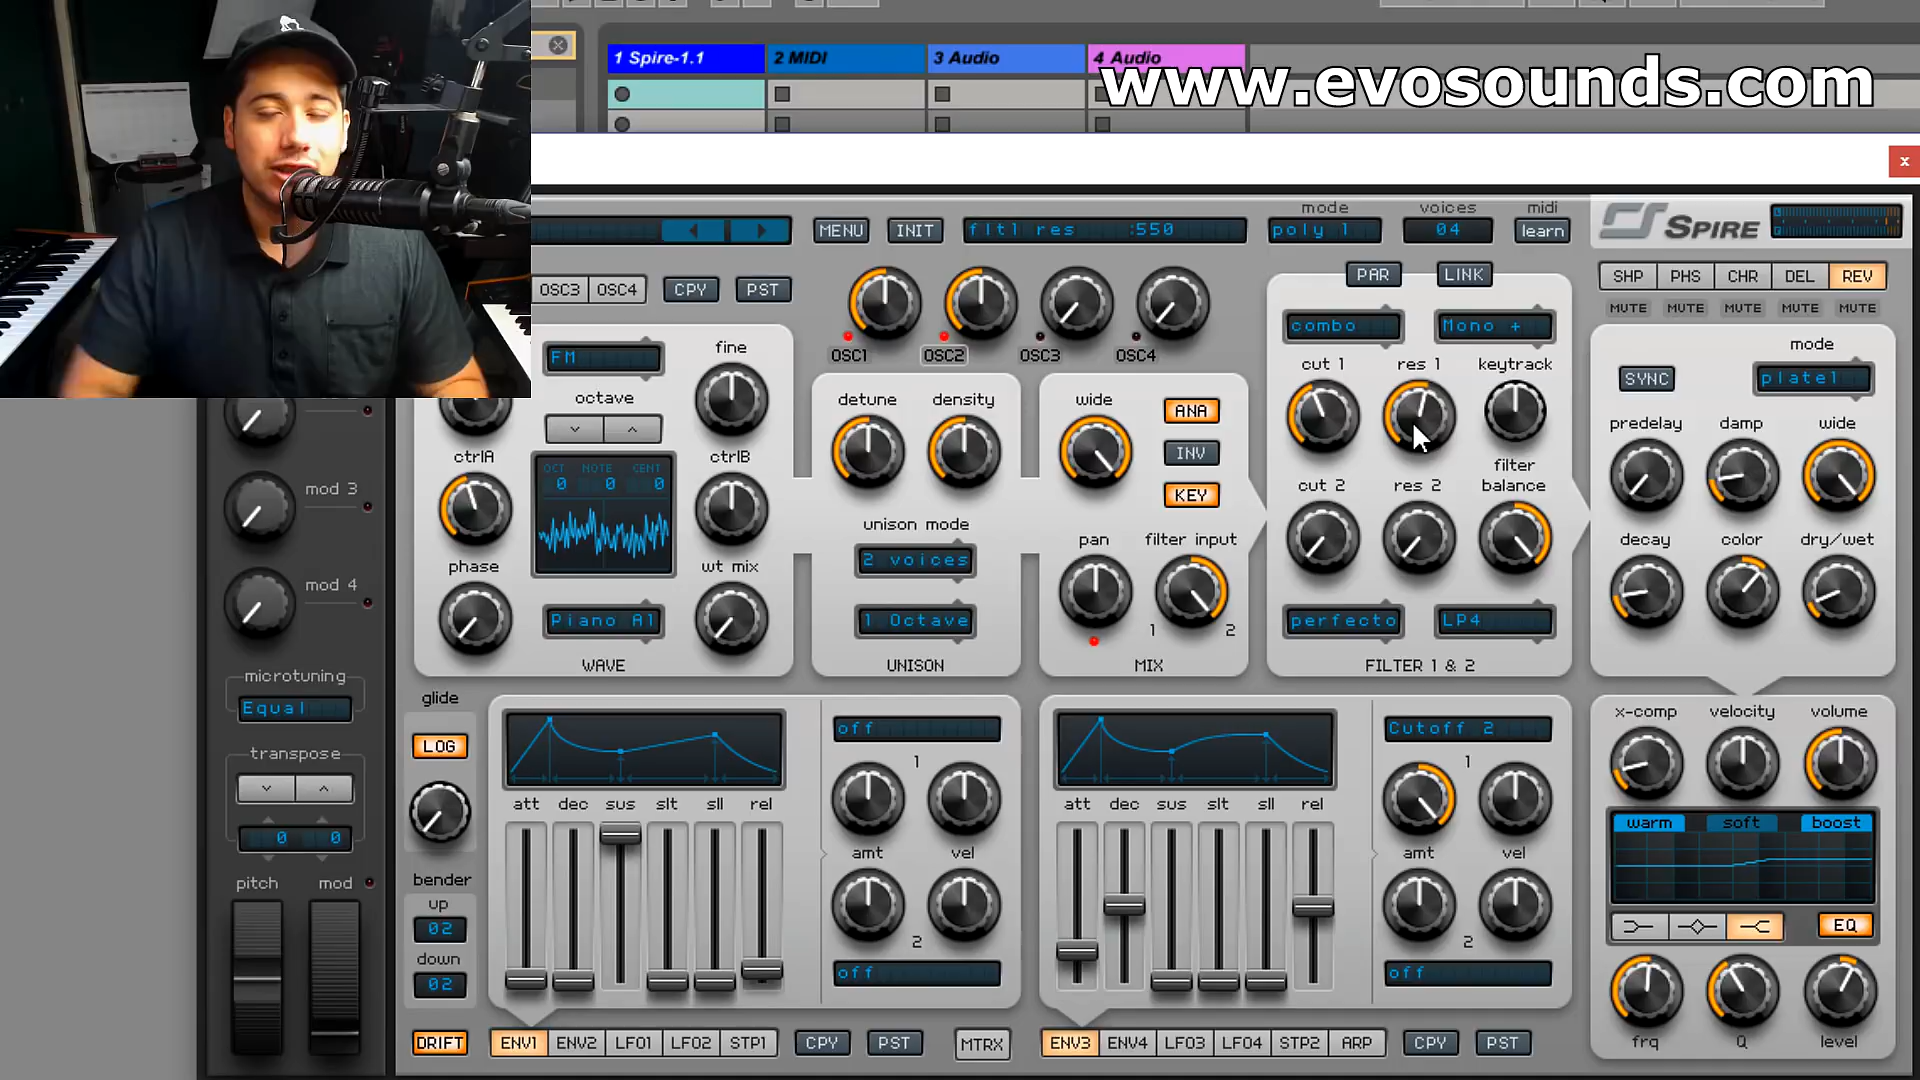 1 Spire-1.1
2 MIDI
3 Audio
4 Audio
www.evosounds.com
x
MENU
INIT
flt1 res :550
mode
poly 1
voices
04
midi
learn
SPIRE
OSC3
OSC4
CPY
PST
OSC1
OSC2
OSC3
OSC4
PAR
LINK
combo
Mono +
cut 1
res 1
keytrack
cut 2
res 2
filter
balance
perfecto
LP4
FILTER 1 & 2
SHP
PHS
CHR
DEL
REV
MUTE
MUTE
MUTE
MUTE
MUTE
mode
SYNC
plate1
predelay
damp
wide
decay
color
dry/wet
FM
fine
octave
ctrlA
ctrlB
OCT
NOTE
CENT
0
0
0
phase
wt mix
Piano A1
WAVE
detune
density
unison mode
2 voices
1 Octave
UNISON
wide
ANA
INV
KEY
pan
filter input
1
2
MIX
mod 3
mod 4
microtuning
Equal
transpose
0
0
pitch
mod
glide
LOG
bender
up
02
down
02
DRIFT
att
dec
sus
slt
sll
rel
off
1
amt
vel
2
off
ENV1
ENV2
LFO1
LFO2
STP1
CPY
PST
MTRX
att
dec
sus
slt
sll
rel
Cutoff 2
1
amt
vel
2
off
ENV3
ENV4
LFO3
LFO4
STP2
ARP
CPY
PST
x-comp
velocity
volume
warm
soft
boost
EQ
frq
Q
level